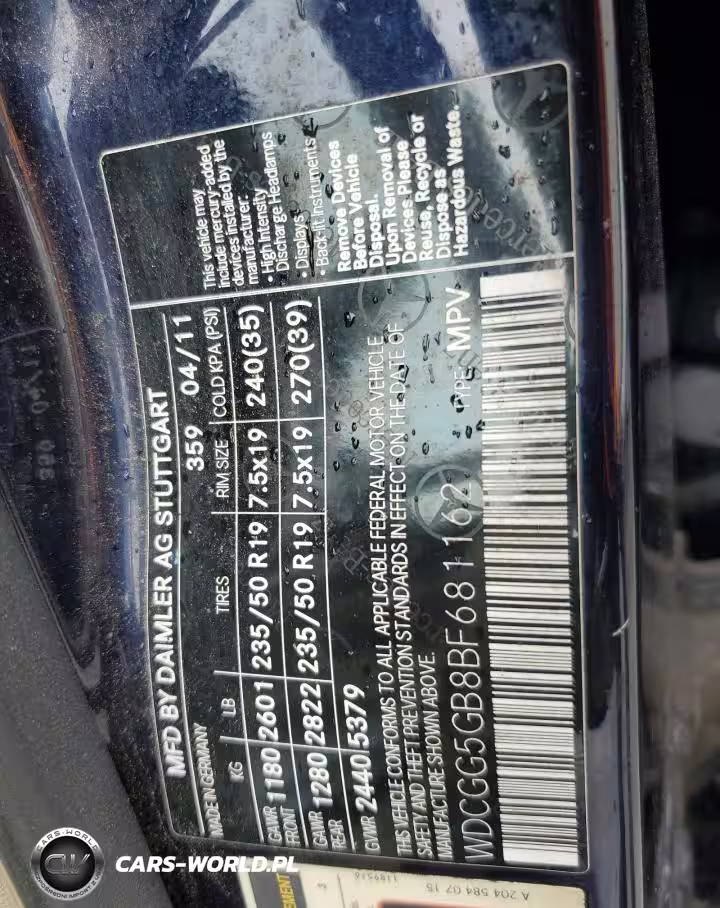 MFD BY DAIMLER AG STUTTGART
MADE IN GERMANY 359 04/11
KG LB TIRES RIM SIZE COLD KPA (PSI)
GAWR FRONT 1180 2601 235/50 R19 7.5x19 240(35)
GAWR REAR 1280 2822 235/50 R19 7.5x19 270(39)
GVWR 2440 5379
THIS VEHICLE CONFORMS TO ALL APPLICABLE FEDERAL MOTOR VEHICLE
SAFETY AND THEFT PREVENTION STANDARDS IN EFFECT ON THE DATE OF
MANUFACTURE SHOWN ABOVE.
WDCGG5GB8BF681162 TYPE: MPV
This vehicle may
include mercury-added
devices installed by the
manufacturer:
• High Intensity
Discharge Headlamps
• Displays
• Back-lit Instruments
Remove Devices
Before Vehicle
Disposal.
Upon Removal of
Devices Please
Reuse, Recycle or
Dispose as
Hazardous Waste.
A 204 584 07 15
CARS-WORLD
CW
CARS-WORLD.PL